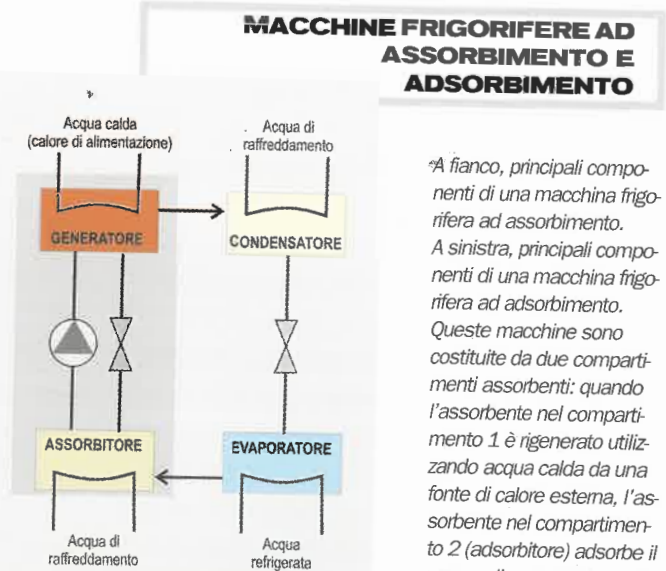 MACCHINE FRIGORIFERE AD
ASSORBIMENTO E
ADSORBIMENTO
Acqua calda
(calore di alimentazione)
Acqua di
raffreddamento
GENERATORE
CONDENSATORE
ASSORBITORE
EVAPORATORE
Acqua di
raffreddamento
Acqua
refrigerata
A fianco, principali compo-
nenti di una macchina frigo-
rifera ad assorbimento.
A sinistra, principali compo-
nenti di una macchina frigo-
rifera ad adsorbimento.
Queste macchine sono
costituite da due comparti-
menti assorbenti: quando
l'assorbente nel comparti-
mento 1 è rigenerato utiliz-
zando acqua calda da una
fonte di calore esterna, l'as-
sorbente nel compartimen-
to 2 (adsorbitore) adsorbe il